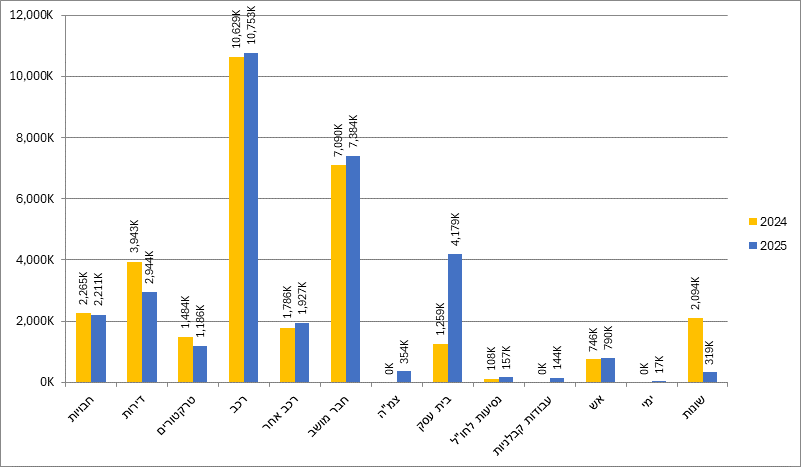 12,000K
10,000K
8,000K
6,000K
4,000K
2,000K
0K
2,265K
2,211K
3,943K
2,944K
1,484K
1,186K
10,629K
10,753K
1,786K
1,927K
7,090K
7,384K
0K
354K
1,259K
4,179K
108K
157K
0K
144K
746K
790K
0K
17K
2,094K
319K
חבויות
דירות
טרקטורים
רכב
רכב אחר
חבר מושב
צמ"ה
בית עסק
נסיעות לחו"ל
עבודות קבלניות
אש
ימי
שונות
2024
2025